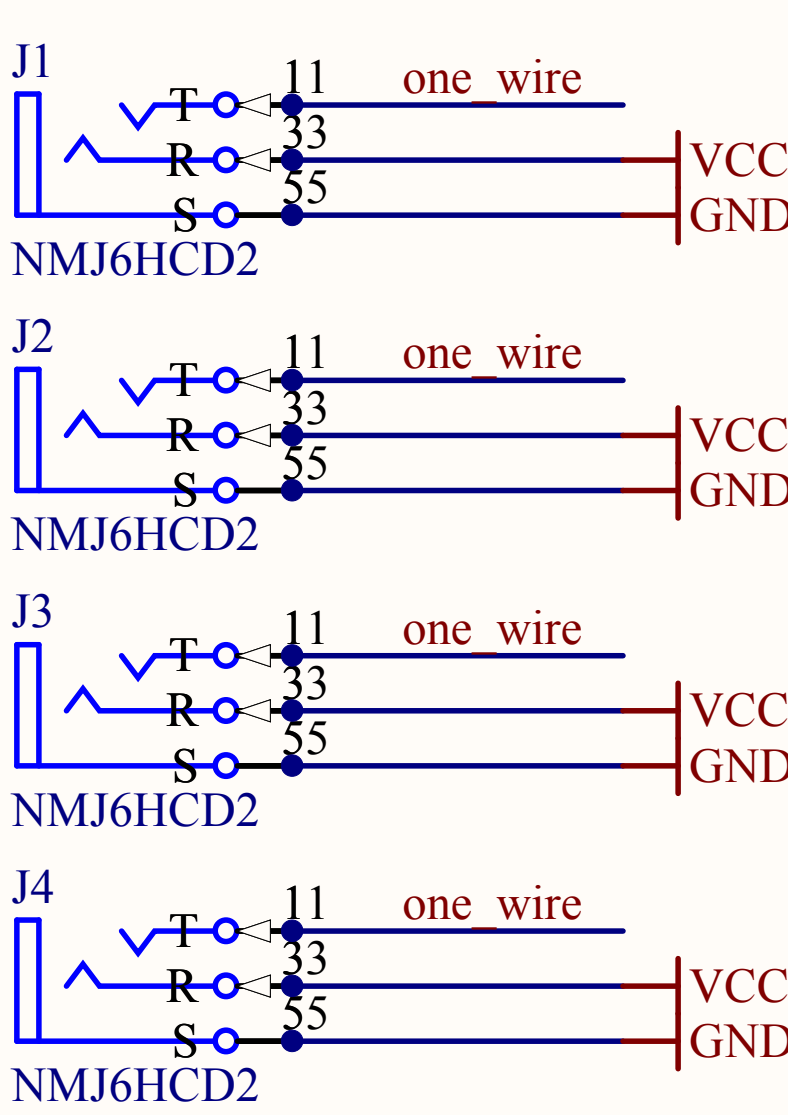 J1
T 11 one_wire
R 33 VCC
S 55 GND
NMJ6HCD2
J2
T 11 one_wire
R 33 VCC
S 55 GND
NMJ6HCD2
J3
T 11 one_wire
R 33 VCC
S 55 GND
NMJ6HCD2
J4
T 11 one_wire
R 33 VCC
S 55 GND
NMJ6HCD2